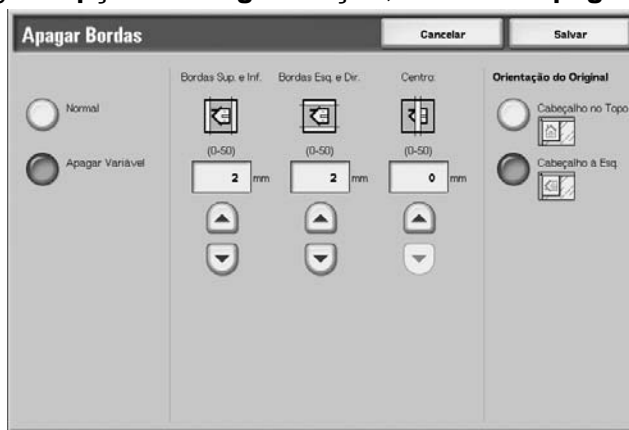 Apagar Bordas
Cancelar
Salvar
Normal
Apagar Variável
Bordas Sup. e Inf.
Bordas Esq. e Dir.
Centro:
(0-50)
(0-50)
(0-50)
2 mm
2 mm
0 mm
Orientação do Original
Cabeçalho no Topo
Cabeçalho à Esq.